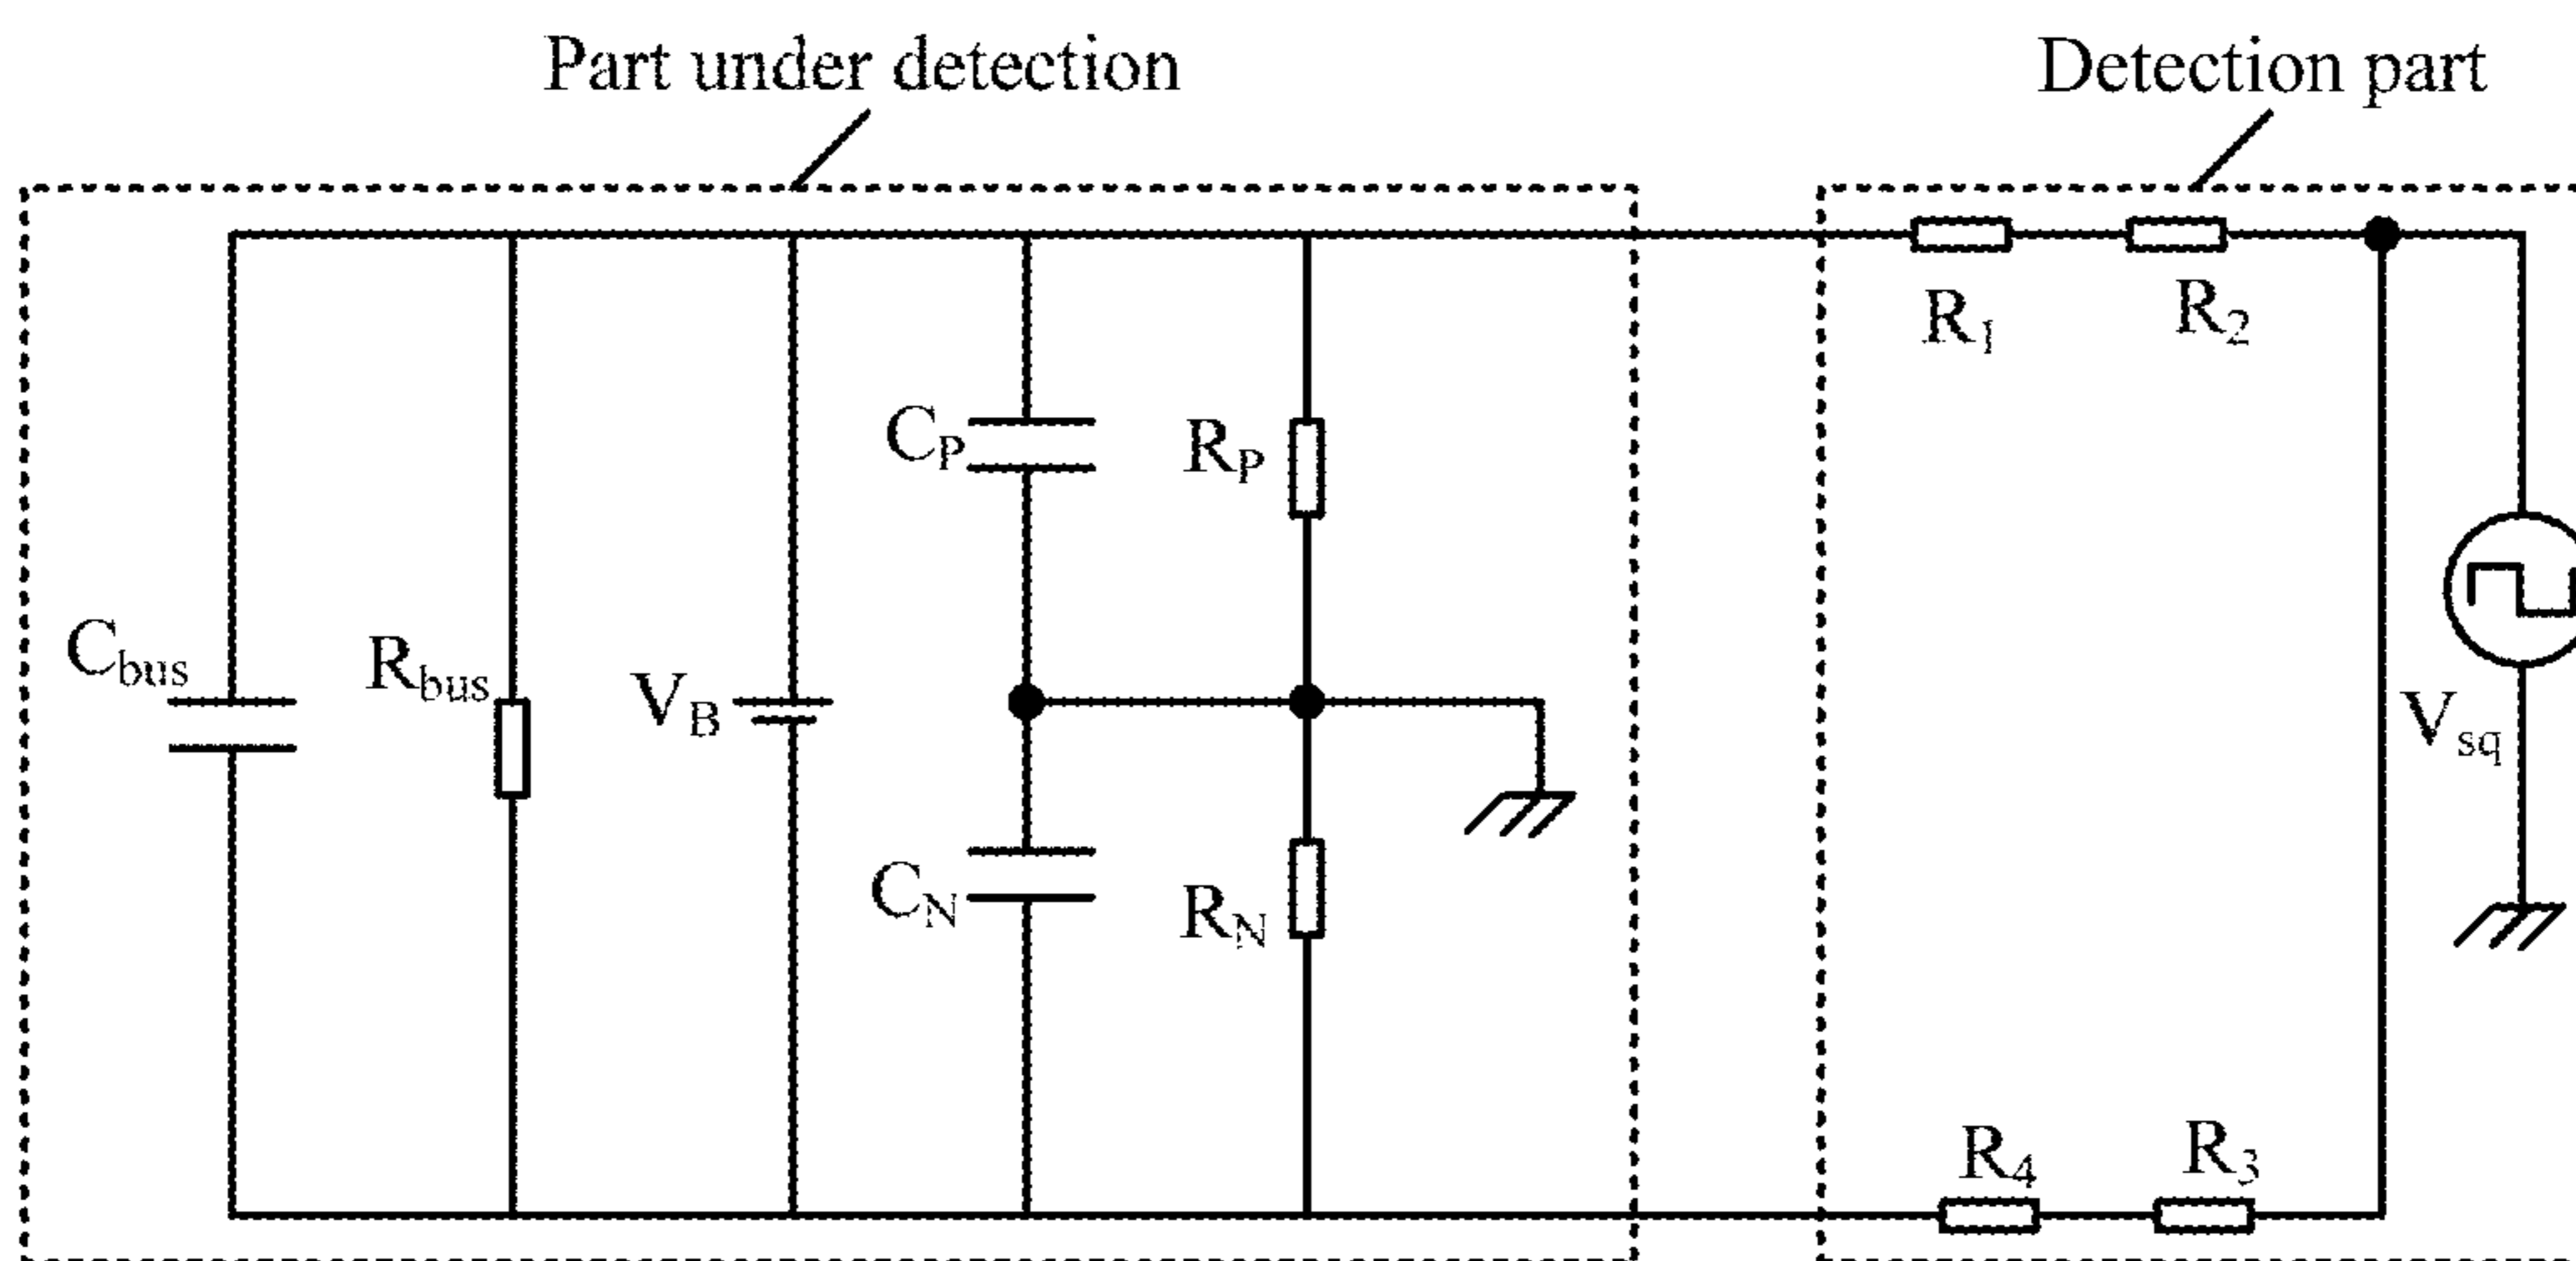 Part under detection
Detection part
R1
R2
CP
RP
Cbus
Rbus
VB
Vsq
CN
RN
R4
R3